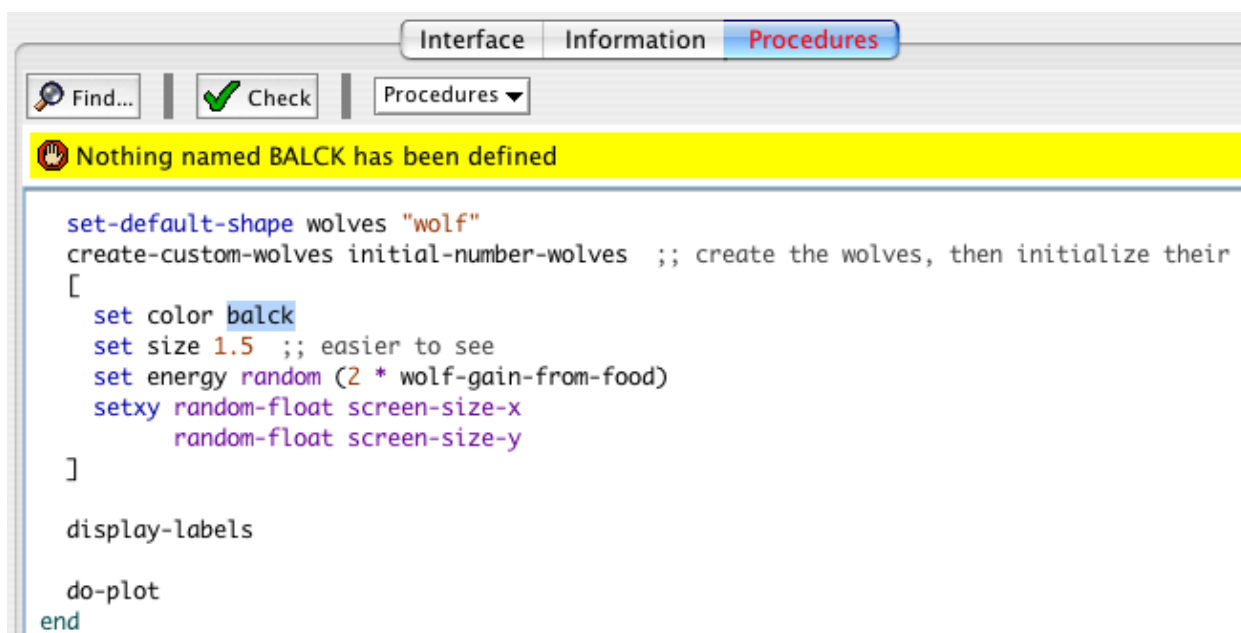 Interface Information Procedures
Find... Check Procedures
Nothing named BALCK has been defined
set-default-shape wolves "wolf"
create-custom-wolves initial-number-wolves ;; create the wolves, then initialize their
[
set color balck
set size 1.5 ;; easier to see
set energy random (2 * wolf-gain-from-food)
setxy random-float screen-size-x
random-float screen-size-y
]
display-labels
do-plot
end